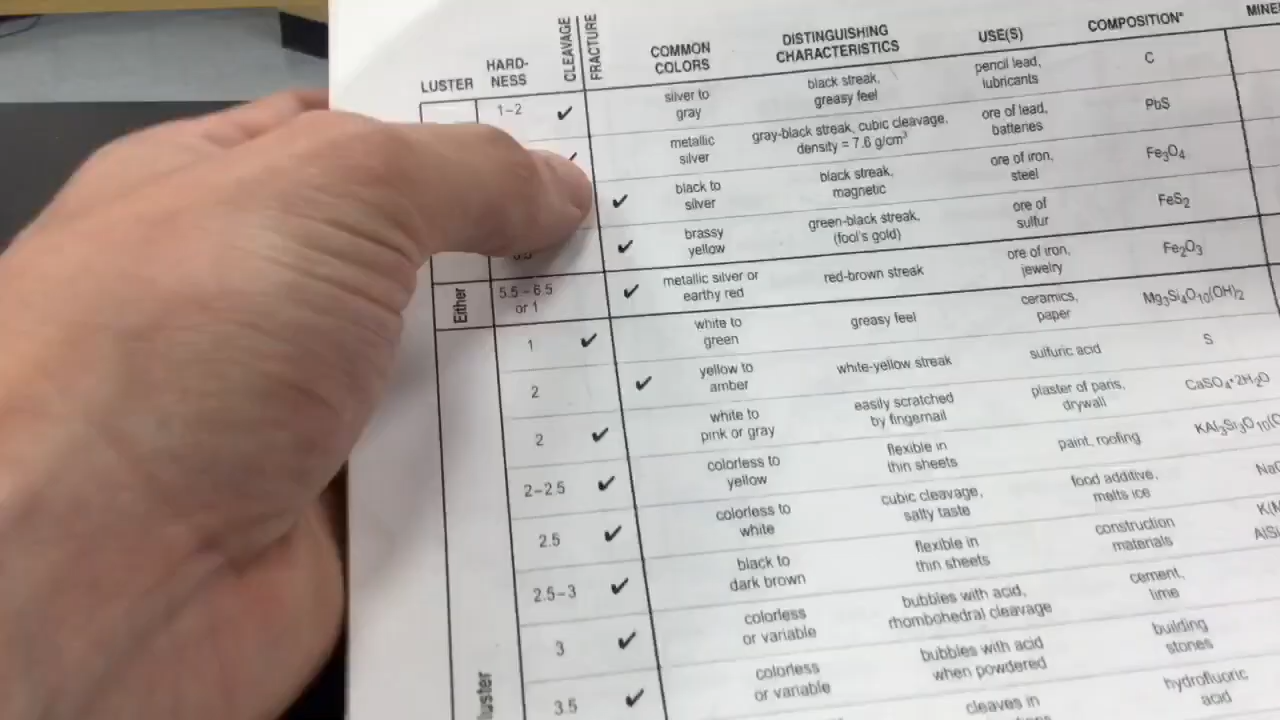 LUSTER HARD- NESS CLEAVAGE FRACTURE COMMON COLORS DISTINGUISHING CHARACTERISTICS USE(S) COMPOSITION* MINE
1–2 ✔ silver to gray black streak, greasy feel pencil lead, lubricants C
✔ metallic silver gray-black streak, cubic cleavage, density = 7.6 g/cm³ ore of lead, batteries PbS
✔ black to silver black streak, magnetic ore of iron, steel Fe₃O₄
6.5 ✔ brassy yellow green-black streak, (fool's gold) ore of sulfur FeS₂
Either 5.5 – 6.5 or 1 ✔ metallic silver or earthy red red-brown streak ore of iron, jewelry Fe₂O₃
1 ✔ white to green greasy feel ceramics, paper Mg₃Si₄O₁₀(OH)₂
2 ✔ yellow to amber white-yellow streak sulfuric acid S
2 ✔ white to pink or gray easily scratched by fingernail plaster of paris, drywall CaSO₄•2H₂O
2–2.5 ✔ colorless to yellow flexible in thin sheets paint, roofing KAl₃Si₃O₁₀(
2.5 ✔ colorless to white cubic cleavage, salty taste food additive, melts ice Na
2.5–3 ✔ black to dark brown flexible in thin sheets construction materials K(M AlSi
3 ✔ colorless or variable bubbles with acid, rhombohedral cleavage cement, lime
3.5 ✔ colorless or variable bubbles with acid when powdered building stones
luster cleaves in hydrofluoric acid